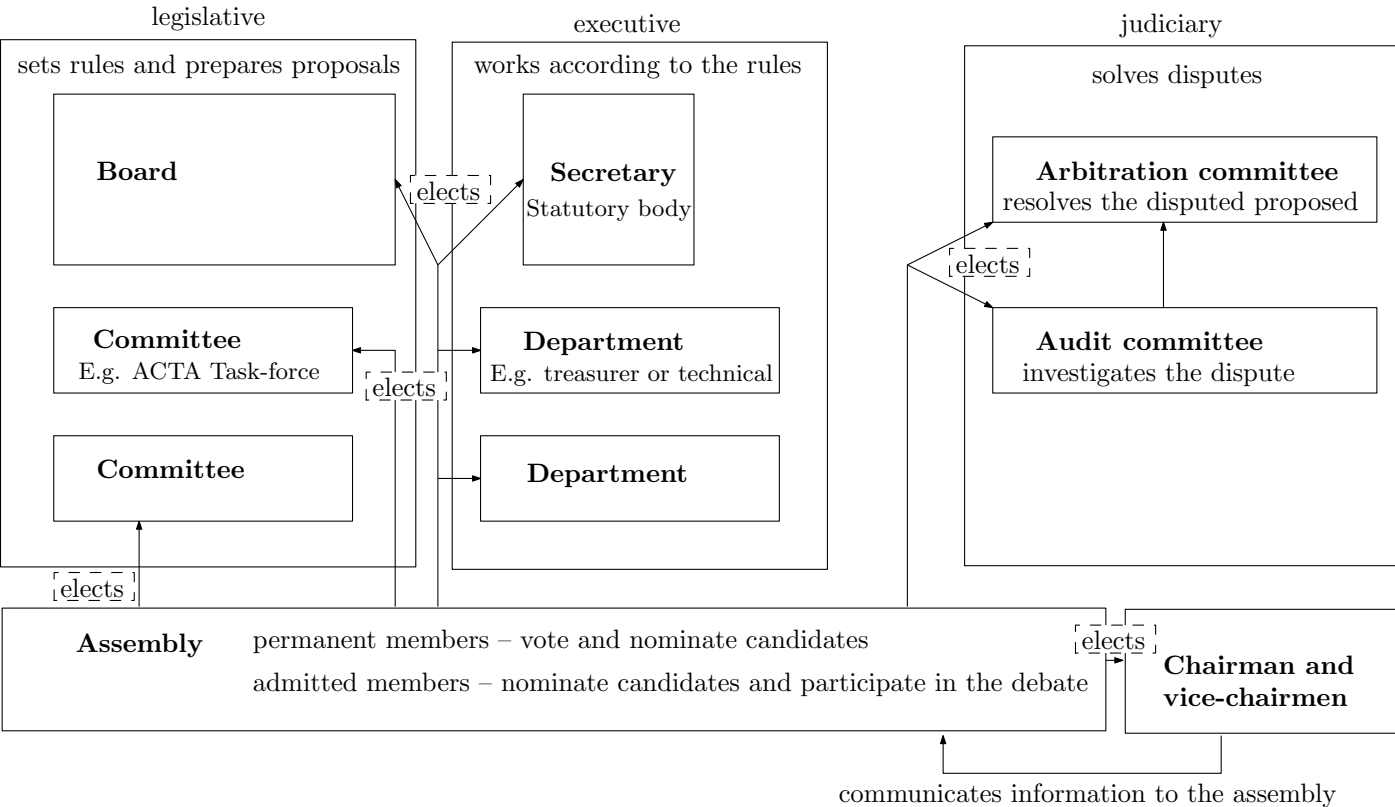 legislative
sets rules and prepares proposals
Board
elects
Committee
E.g. ACTA Task-force
elects
Committee
elects
executive
works according to the rules
Secretary
Statutory body
Department
E.g. treasurer or technical
Department
judiciary
solves disputes
Arbitration committee
resolves the disputed proposed
elects
Audit committee
investigates the dispute
Assembly
permanent members – vote and nominate candidates
admitted members – nominate candidates and participate in the debate
elects
Chairman and
vice-chairmen
communicates information to the assembly